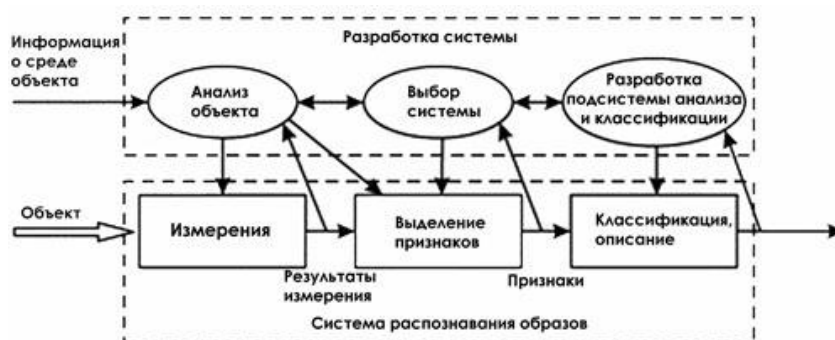 Информация
о среде
объекта
Разработка системы
Анализ
объекта
Выбор
системы
Разработка
подсистемы анализа
и классификации
Объект
Измерения
Выделение
признаков
Классификация,
описание
Результаты
измерения
Признаки
Система распознавания образов